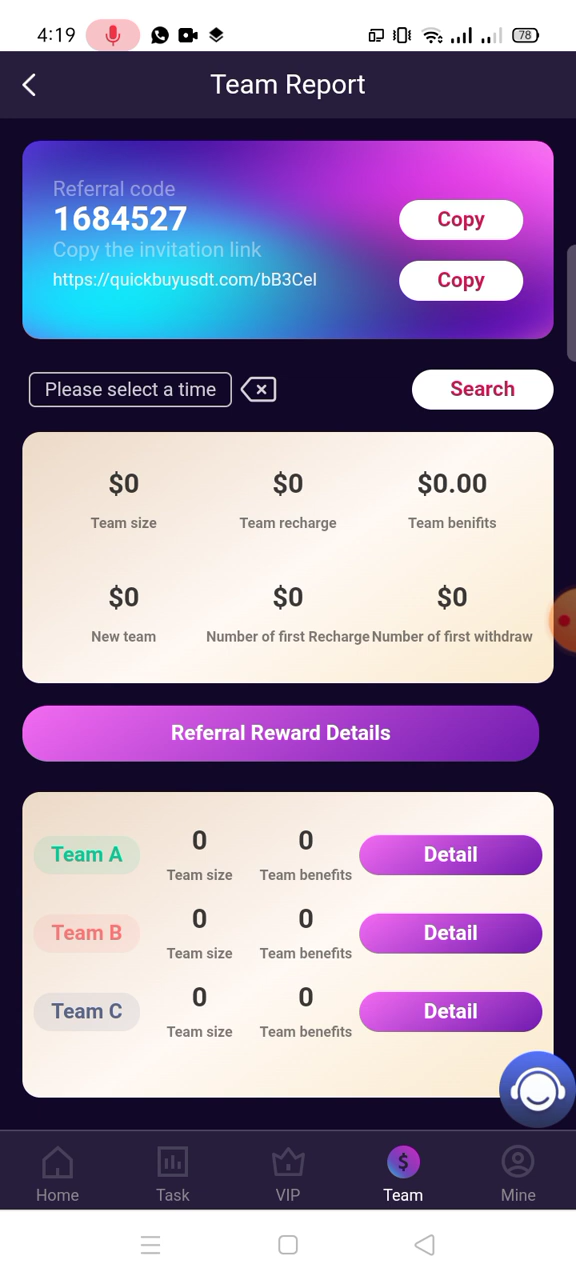 4:19
78
Team Report
Referral code
1684527
Copy
Copy the invitation link
https://quickbuyusdt.com/bB3Cel
Copy
Please select a time
Search
$0 $0 $0.00
Team size Team recharge Team benifits
$0 $0 $0
New team Number of first Recharge Number of first withdraw
Referral Reward Details
Team A 0 0 Detail
Team size Team benefits
Team B 0 0 Detail
Team size Team benefits
Team C 0 0 Detail
Team size Team benefits
$
Home Task VIP Team Mine